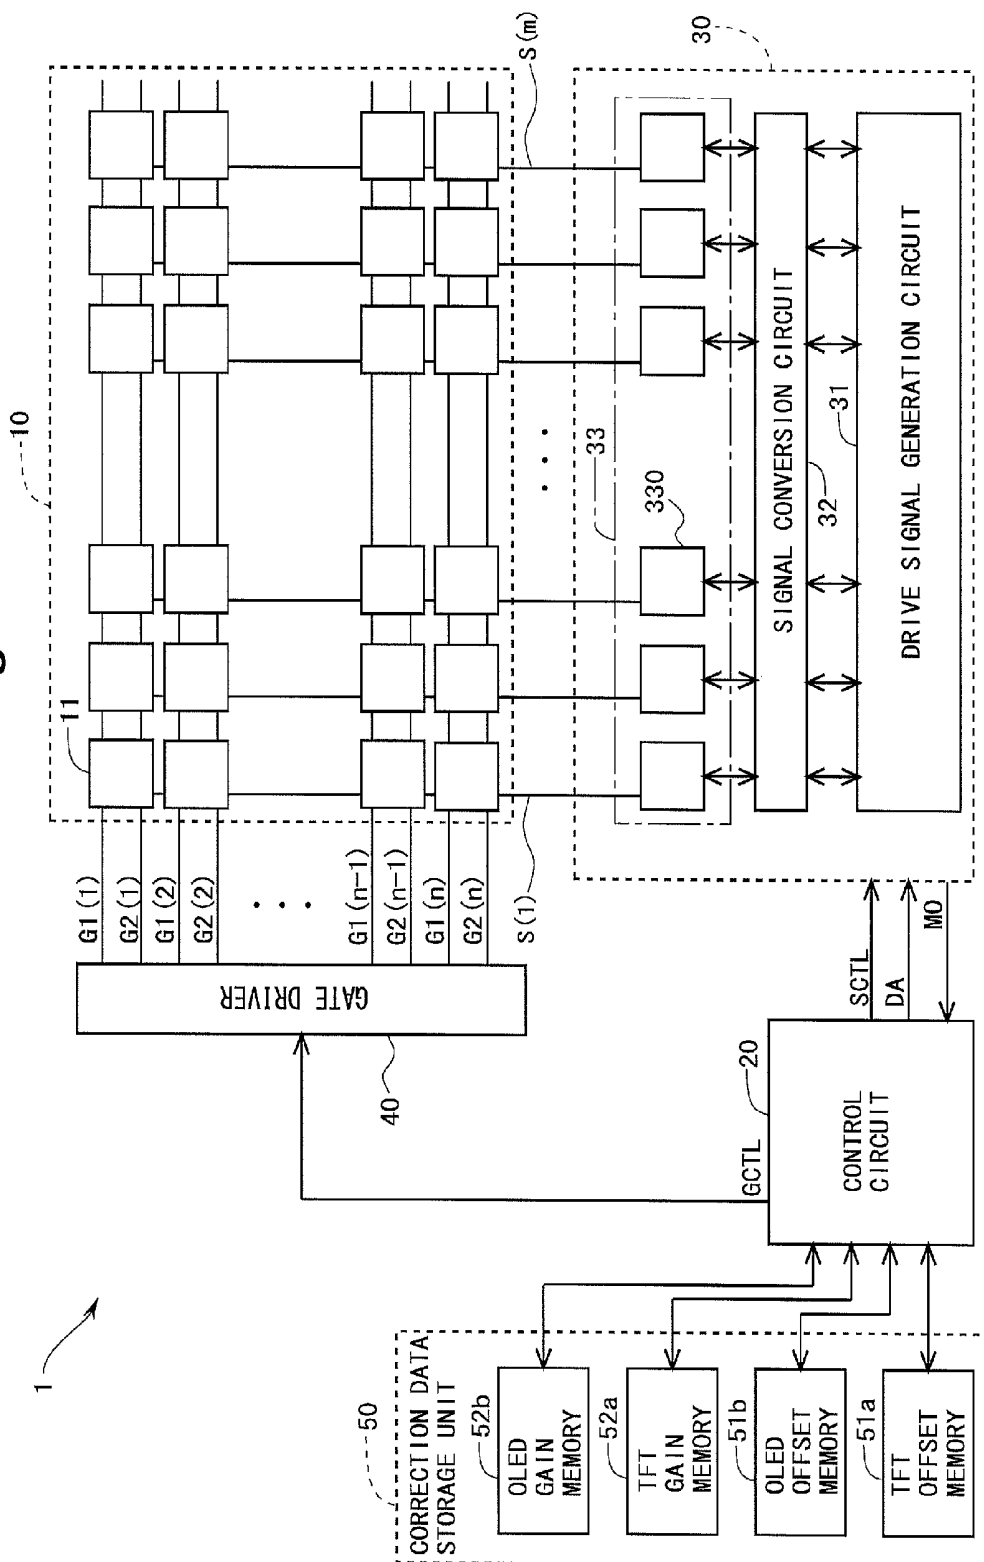 1
10
11
G1(1)
G2(1)
G1(2)
G2(2)
...
G1(n-1)
G2(n-1)
G1(n)
G2(n)
GATE DRIVER
40
S(1)
...
S(m)
30
33
330
SIGNAL CONVERSION CIRCUIT
32
31
DRIVE SIGNAL GENERATION CIRCUIT
SCTL
DA
MO
GCTL
20
CONTROL
CIRCUIT
50
CORRECTION DATA
STORAGE UNIT
52b
OLED
GAIN
MEMORY
52a
TFT
GAIN
MEMORY
51b
OLED
OFFSET
MEMORY
51a
TFT
OFFSET
MEMORY